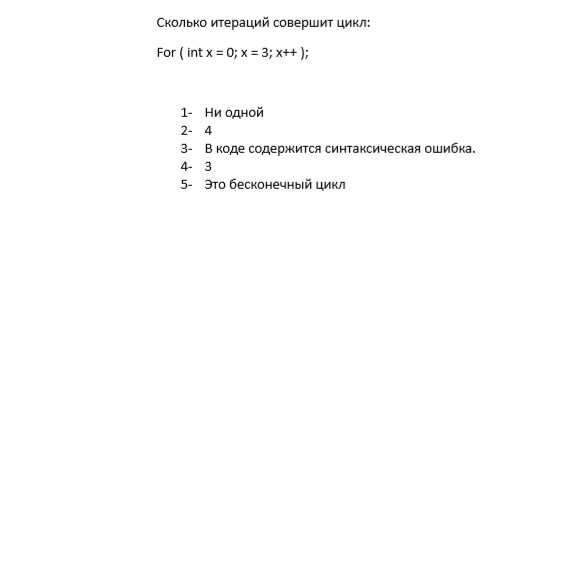 Сколько итераций совершит цикл:
For ( int x = 0; x = 3; x++ );
1- Ни одной
2- 4
3- В коде содержится синтаксическая ошибка.
4- 3
5- Это бесконечный цикл